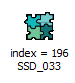 index = 196
SSD_033